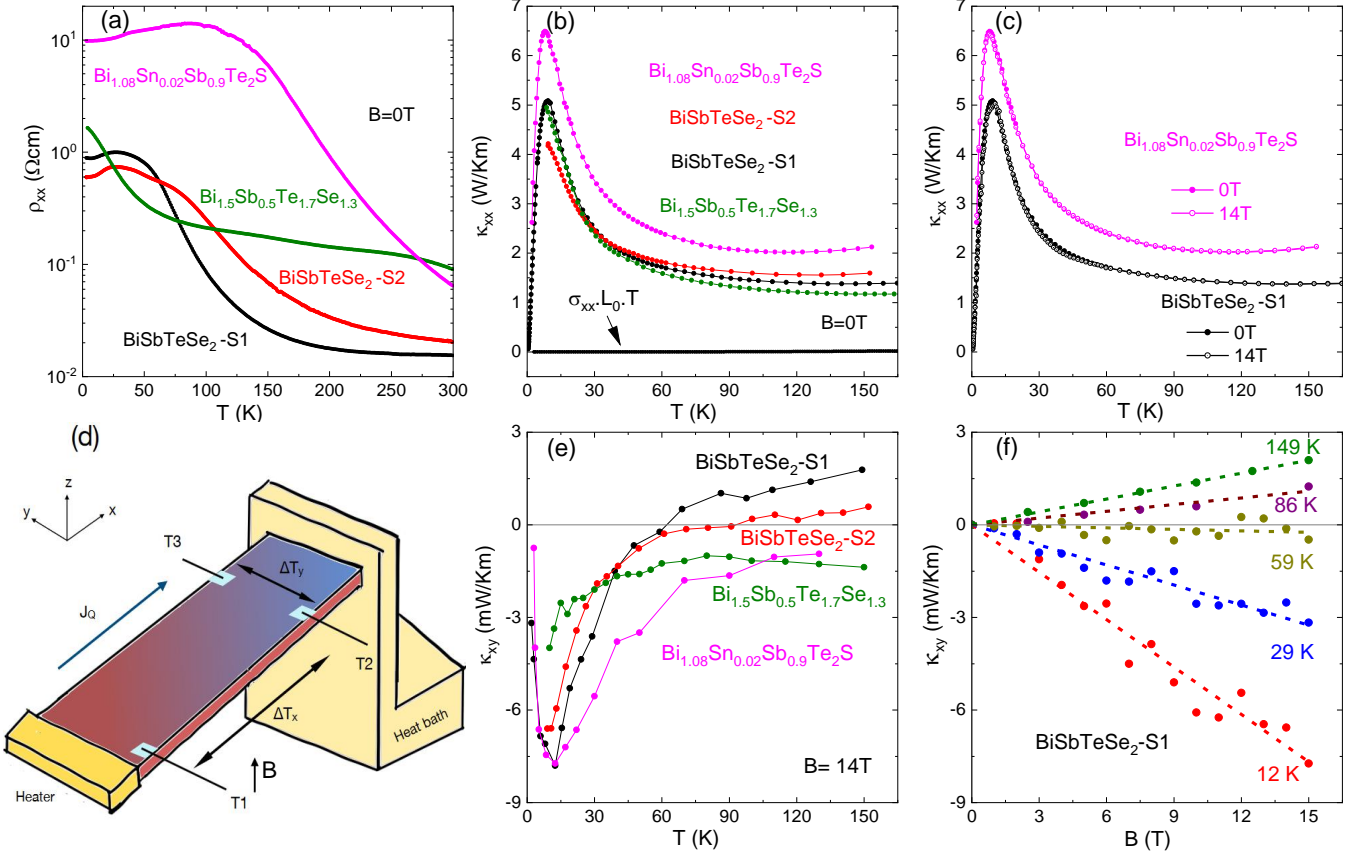 (a)
10¹
10⁰
10⁻¹
10⁻²
ρxx (Ωcm)
Bi1.08Sn0.02Sb0.9Te2S
B=0T
Bi1.5Sb0.5Te1.7Se1.3
BiSbTeSe2-S2
BiSbTeSe2-S1
0 50 100 150 200 250 300
T (K)
(b)
7
6
5
4
3
2
1
0
κxx (W/Km)
Bi1.08Sn0.02Sb0.9Te2S
BiSbTeSe2-S2
BiSbTeSe2-S1
Bi1.5Sb0.5Te1.7Se1.3
σxx.L0.T
B=0T
0 30 60 90 120 150
T (K)
(c)
7
6
5
4
3
2
1
0
κxx (W/Km)
Bi1.08Sn0.02Sb0.9Te2S
0T
14T
BiSbTeSe2-S1
0T
14T
0 30 60 90 120 150
T (K)
(d)
z
y
x
T3
ΔTy
JQ
T2
ΔTx
Heat bath
B
T1
Heater
(e)
3
0
-3
-6
-9
κxy (mW/Km)
BiSbTeSe2-S1
BiSbTeSe2-S2
Bi1.5Sb0.5Te1.7Se1.3
Bi1.08Sn0.02Sb0.9Te2S
B= 14T
0 30 60 90 120 150
T (K)
(f)
3
0
-3
-6
-9
κxy (mW/Km)
149 K
86 K
59 K
29 K
BiSbTeSe2-S1
12 K
0 3 6 9 12 15
B (T)